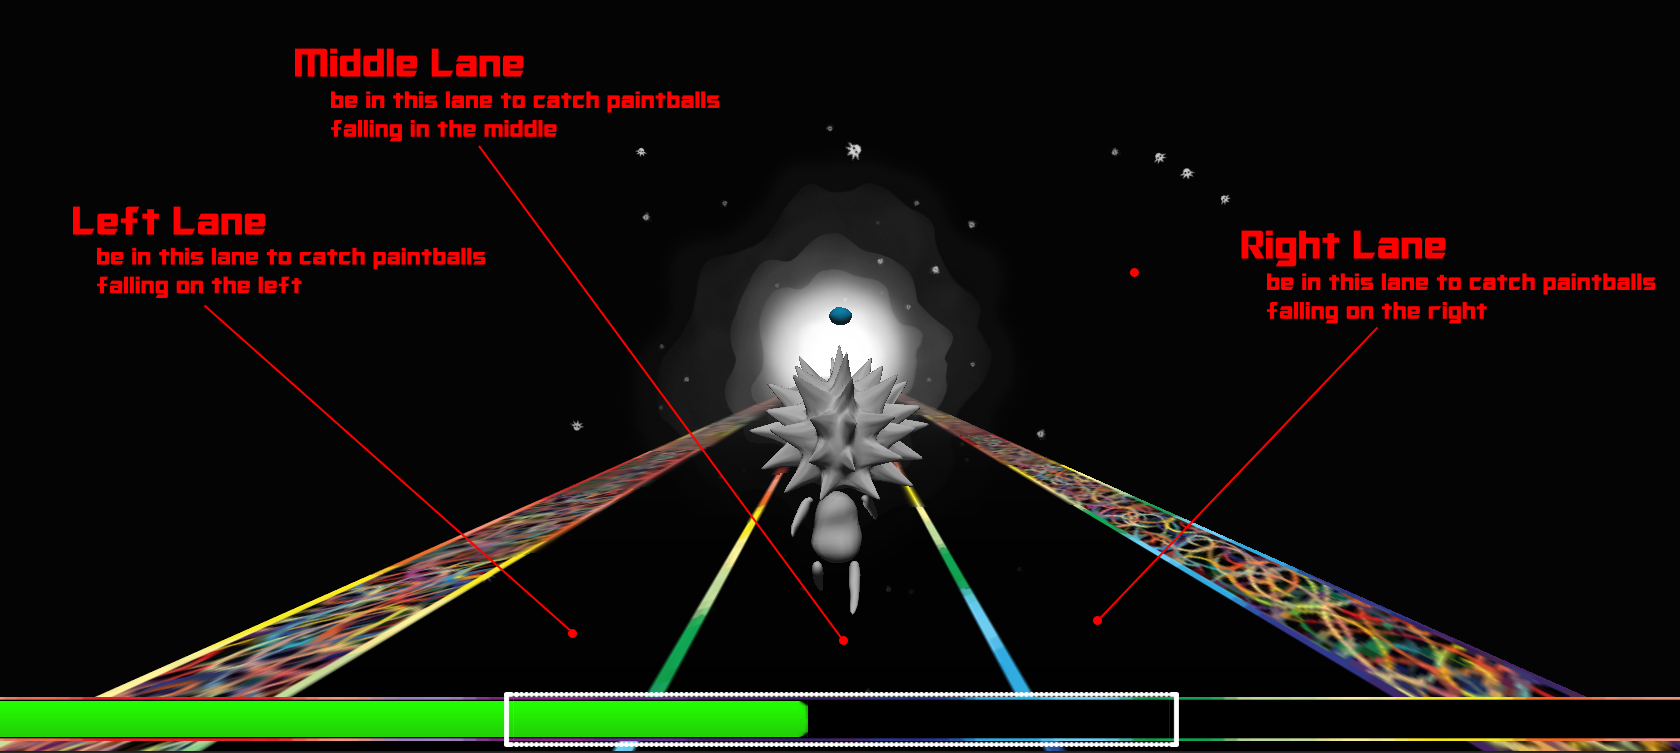 Middle Lane
be in this lane to catch paintballs
falling in the middle
Left Lane
be in this lane to catch paintballs
falling on the left
Right Lane
be in this lane to catch paintballs
falling on the right